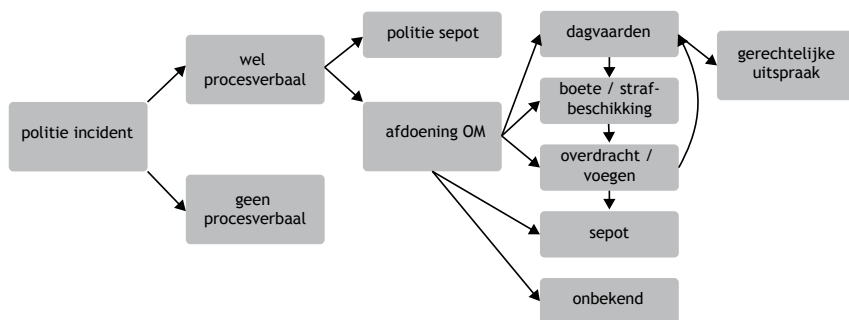 politie incident
wel
procesverbaal
geen
procesverbaal
politie sepot
afdoening OM
dagvaarden
boete / straf-
beschikking
overdracht /
voegen
sepot
onbekend
gerechtelijke
uitspraak